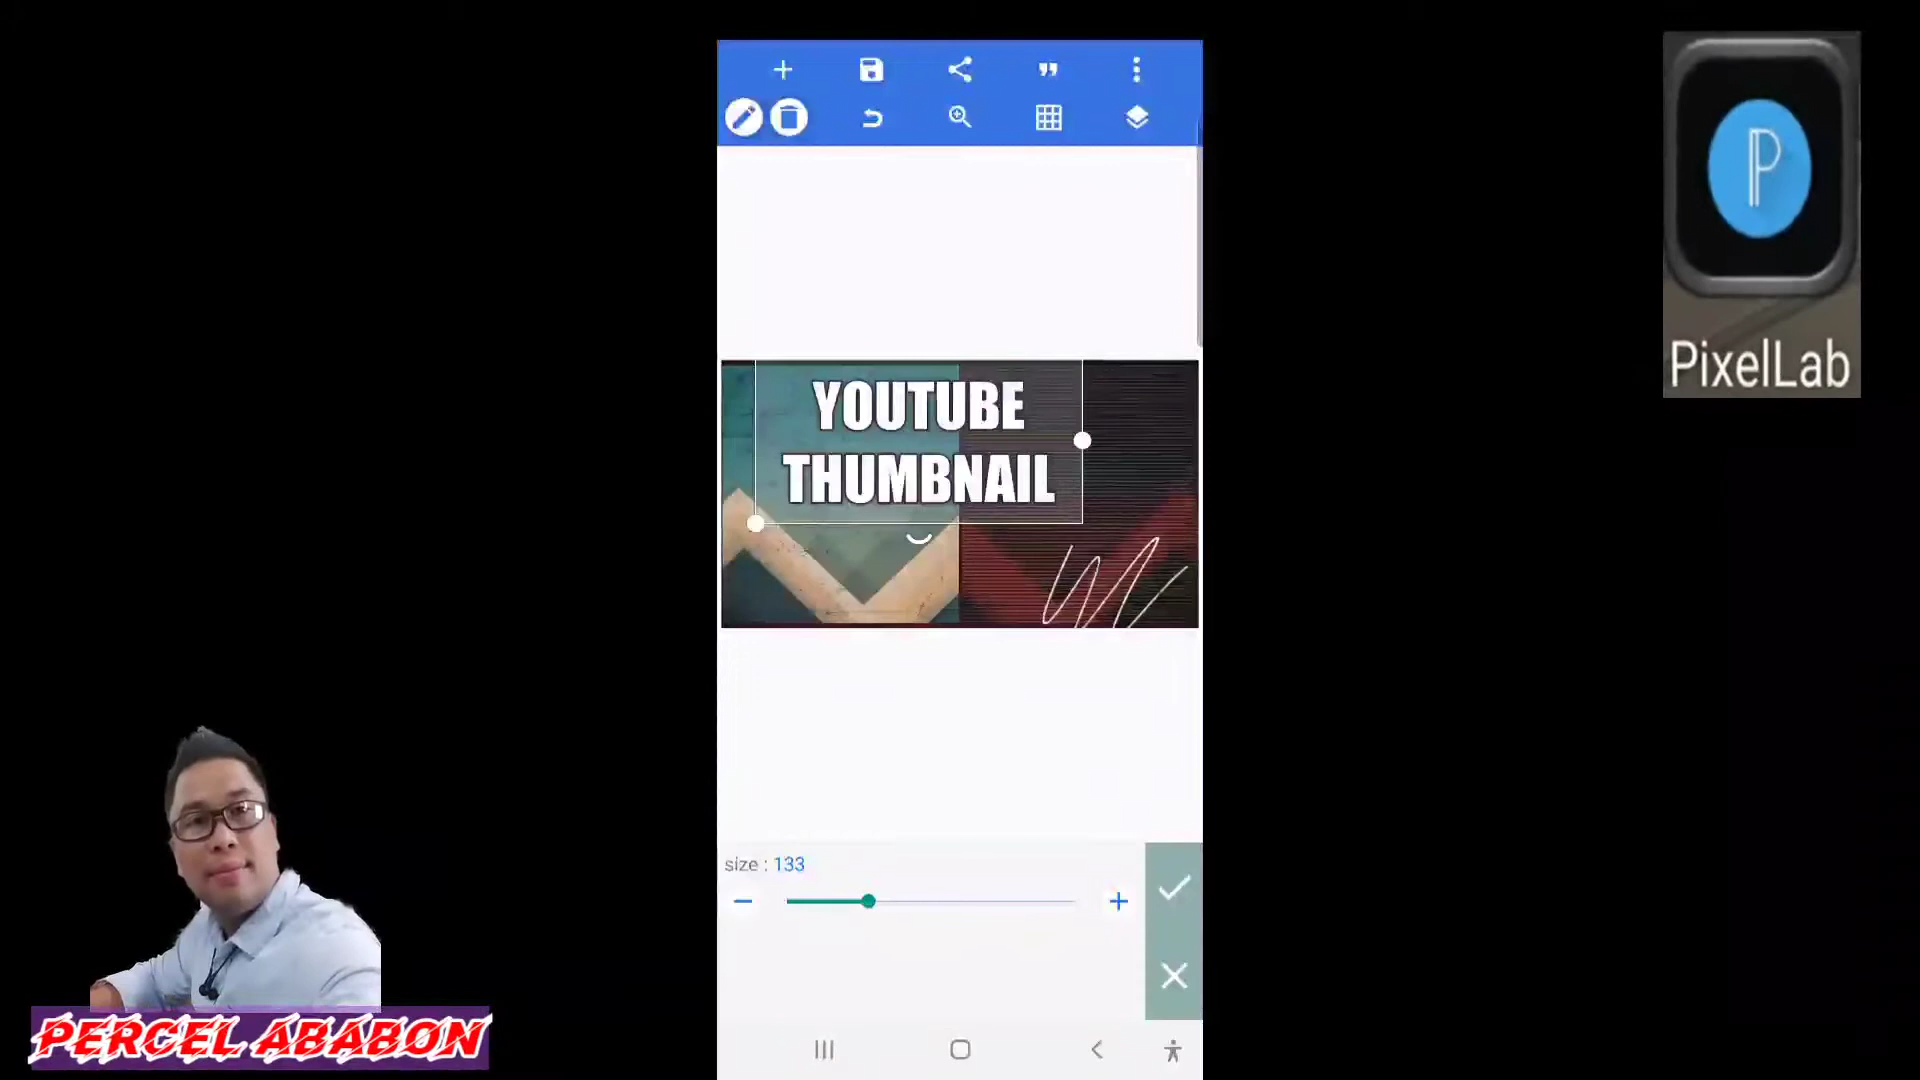 YOUTUBE
THUMBNAIL
PixelLab
size : 133
PERCEL ABABON